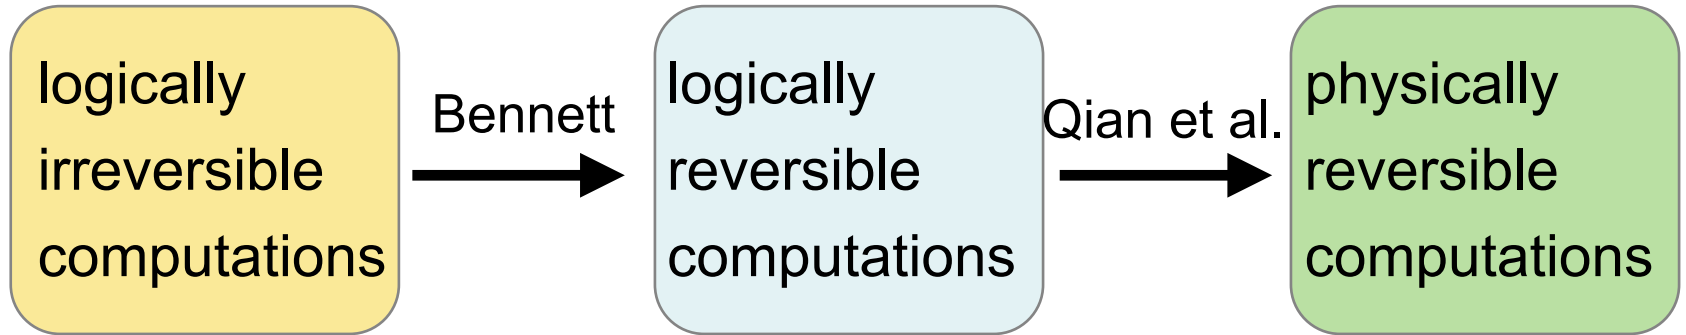 logically
irreversible
computations
Bennett
logically
reversible
computations
Qian et al.
physically
reversible
computations